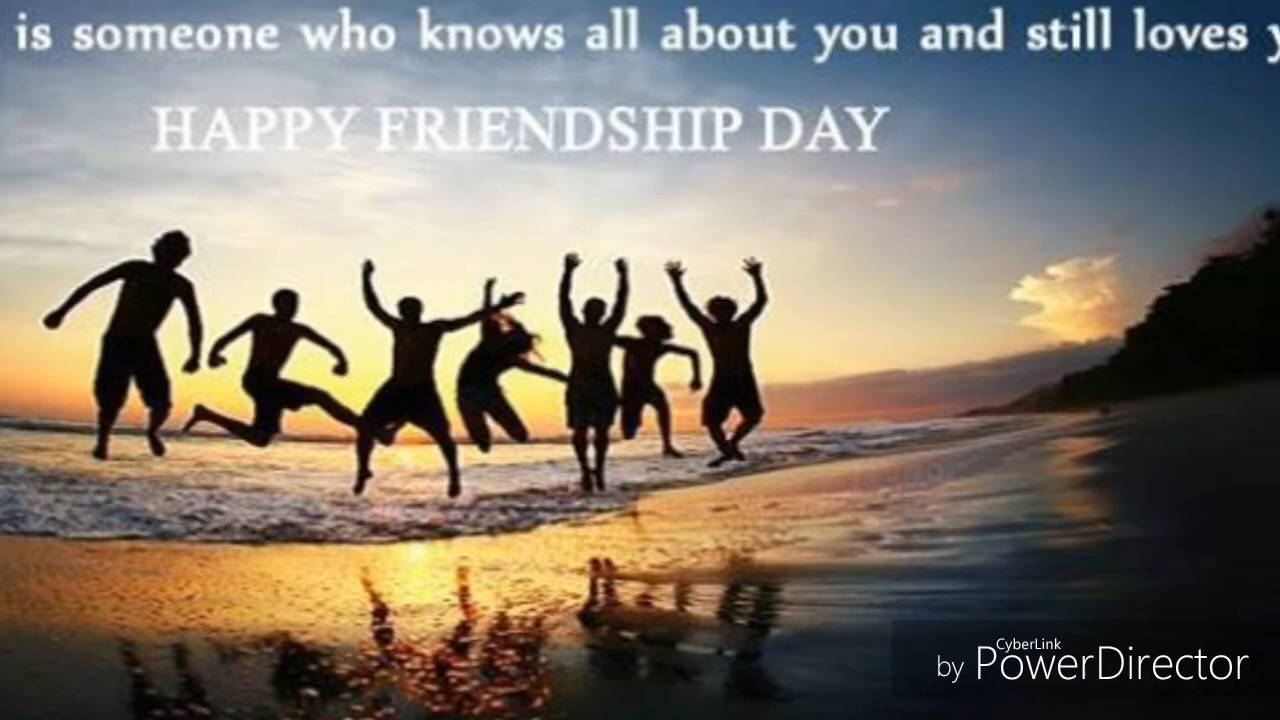 is someone who knows all about you and still loves
HAPPY FRIENDSHIP DAY
CyberLink
by PowerDirector